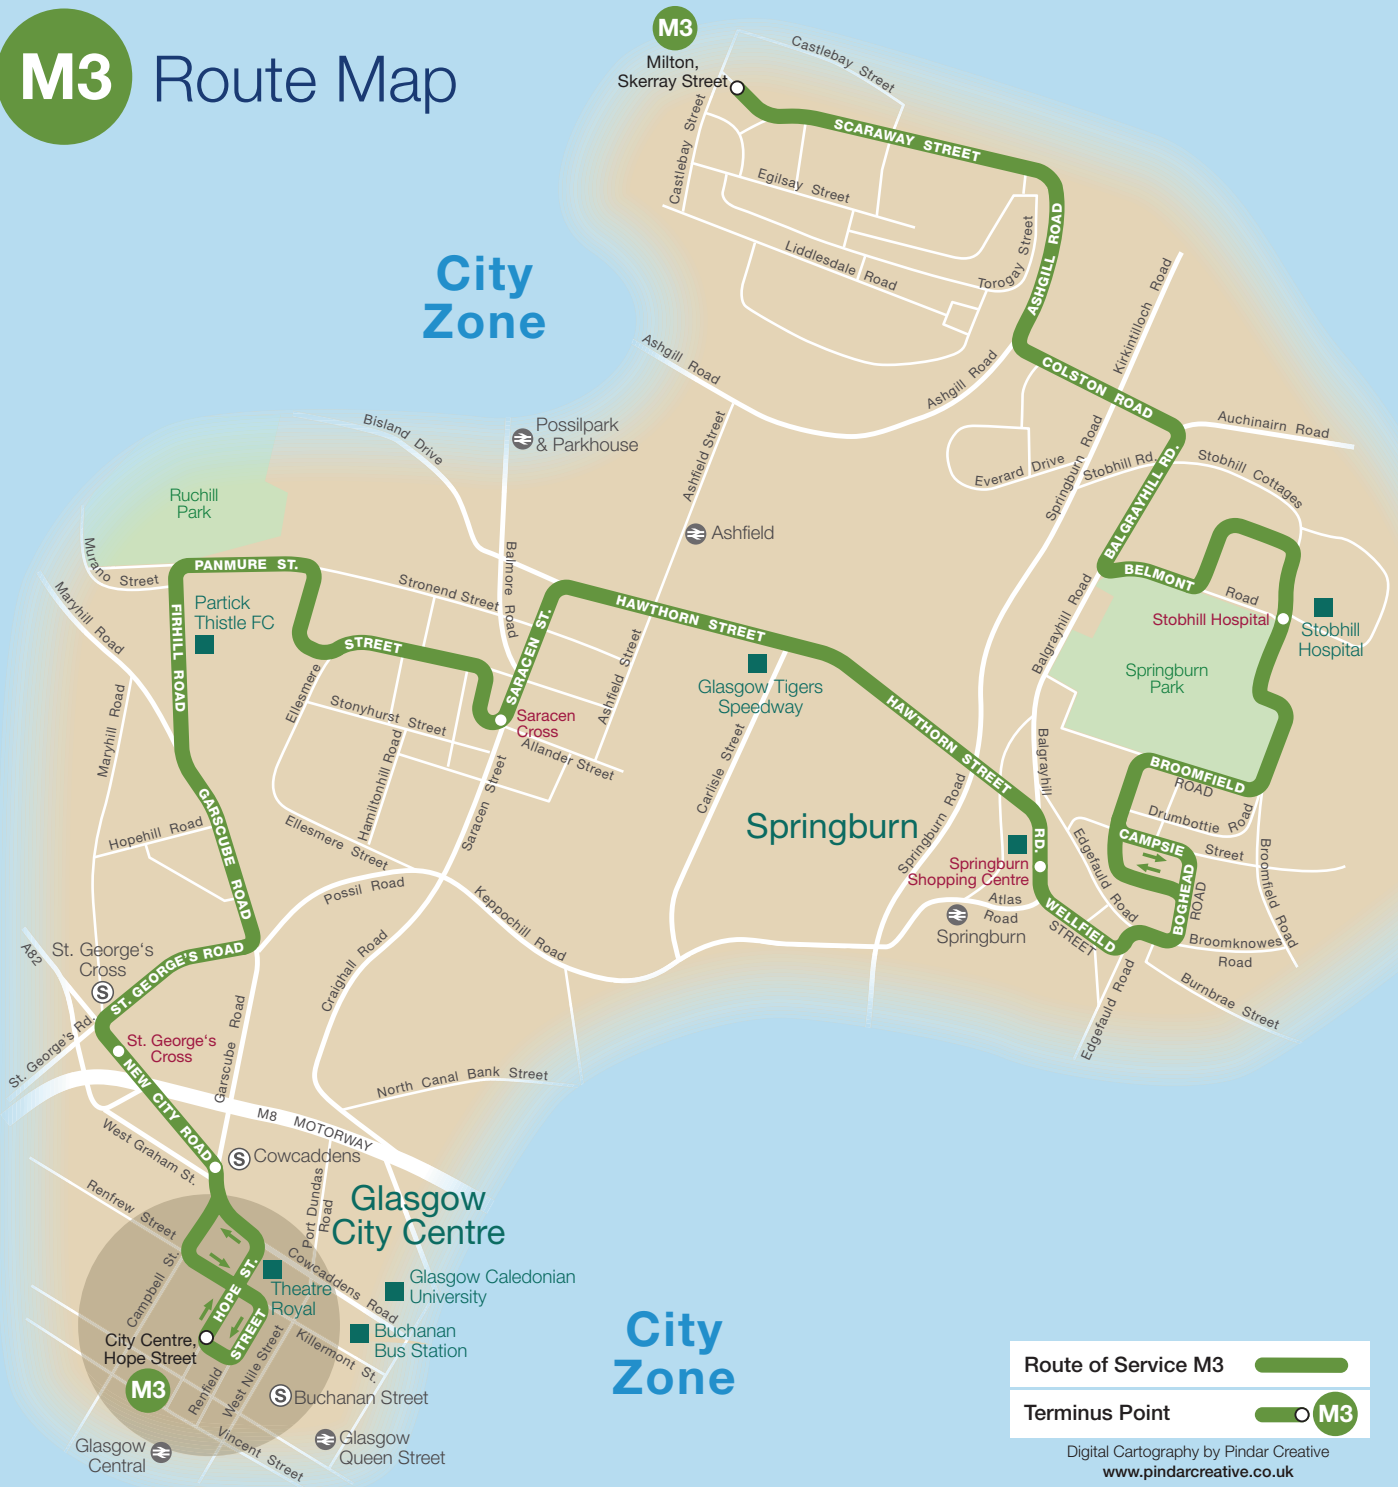 M3 Route Map
M3
Milton,
Skerray Street
Castlebay Street
Castlebay Street
SCARAWAY STREET
Egilsay Street
Liddlesdale Road
Torogay Street
ASHGILL ROAD
City
Zone
Ashgill Road
Ashgill Road
COLSTON ROAD
Kirkintilloch Road
Auchinairn Road
Bisland Drive
Possilpark
& Parkhouse
Ashfield Street
Everard Drive
Springburn Road
Stobhill Rd.
Stobhill Cottages
BALGRAYHILL RD.
Ruchill
Park
Ashfield
Murano Street
PANMURE ST.
Balmore Road
Stronend Street
BELMONT
Road
Maryhill Road
Partick
Thistle FC
FIRHILL ROAD
HAWTHORN STREET
Balgrayhill Road
Stobhill Hospital
Stobhill
Hospital
STREET
SARACEN ST.
Ashfield Street
Glasgow Tigers
Speedway
Springburn
Park
Ellesmere
Stonyhurst Street
Saracen
Cross
Allander Street
HAWTHORN STREET
Maryhill Road
Hamiltonhill Road
Saracen Street
Carlisle Street
Balgrayhill
BROOMFIELD
ROAD
GARSCUBE ROAD
Hopehill Road
Ellesmere Street
Springburn
Springburn Road
RD.
Drumbottie Road
Edgefauld Road
CAMPSIE
Street
Broomfield Road
Springburn
Shopping Centre
Possil Road
Keppochill Road
Atlas
Road
BOGHEAD
ROAD
WELLFIELD
STREET
Springburn
Broomknowes
Road
A82
St. George's
Cross
S
ST. GEORGE'S ROAD
Craighall Road
Edgefauld Road
Burnbrae Street
St. George's Rd.
St. George's
Cross
Garscube Road
NEW CITY ROAD
North Canal Bank Street
M8 MOTORWAY
West Graham St.
S
Cowcaddens
Port Dundas
Road
Glasgow
City Centre
Renfrew Street
Campbell St.
HOPE ST.
Cowcaddens Road
Theatre
Royal
Glasgow Caledonian
University
City Centre,
Hope Street
STREET
Killermont St.
Buchanan
Bus Station
City
Zone
M3
Renfield
West Nile Street
S
Buchanan Street
Glasgow
Central
Vincent Street
Glasgow
Queen Street
Route of Service M3
Terminus Point
M3
Digital Cartography by Pindar Creative
www.pindarcreative.co.uk